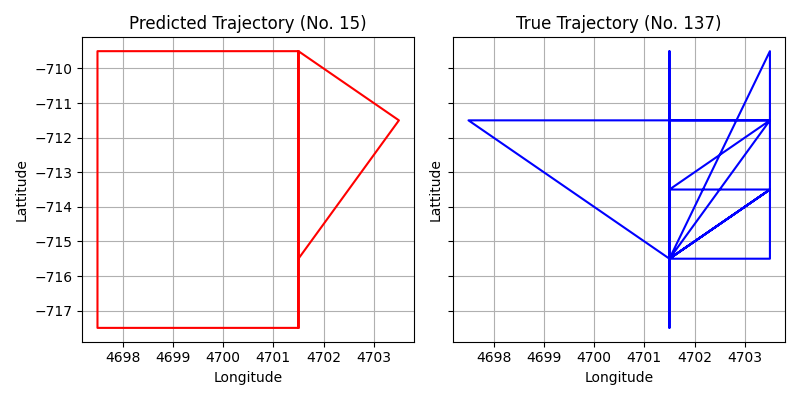 Predicted Trajectory (No. 15)
True Trajectory (No. 137)
Lattitude
−710
−711
−712
−713
−714
−715
−716
−717
4698 4699 4700 4701 4702 4703
Longitude
Lattitude
4698 4699 4700 4701 4702 4703
Longitude